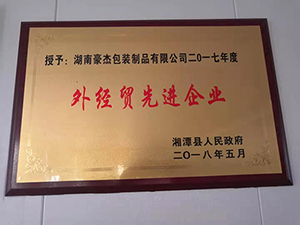 授予：湖南豪杰包装制品有限公司二〇一七年度
外经贸先进企业
湘潭县人民政府
二〇一八年五月